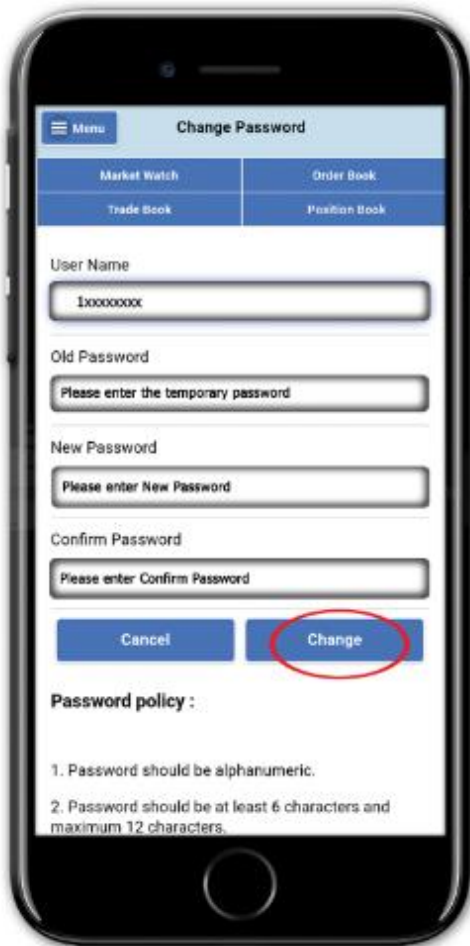 Menu
Change Password
Market Watch
Order Book
Trade Book
Position Book
User Name
1xxxxxxxx
Old Password
Please enter the temporary password
New Password
Please enter New Password
Confirm Password
Please enter Confirm Password
Cancel
Change
Password policy :
1. Password should be alphanumeric.
2. Password should be at least 6 characters and
maximum 12 characters.